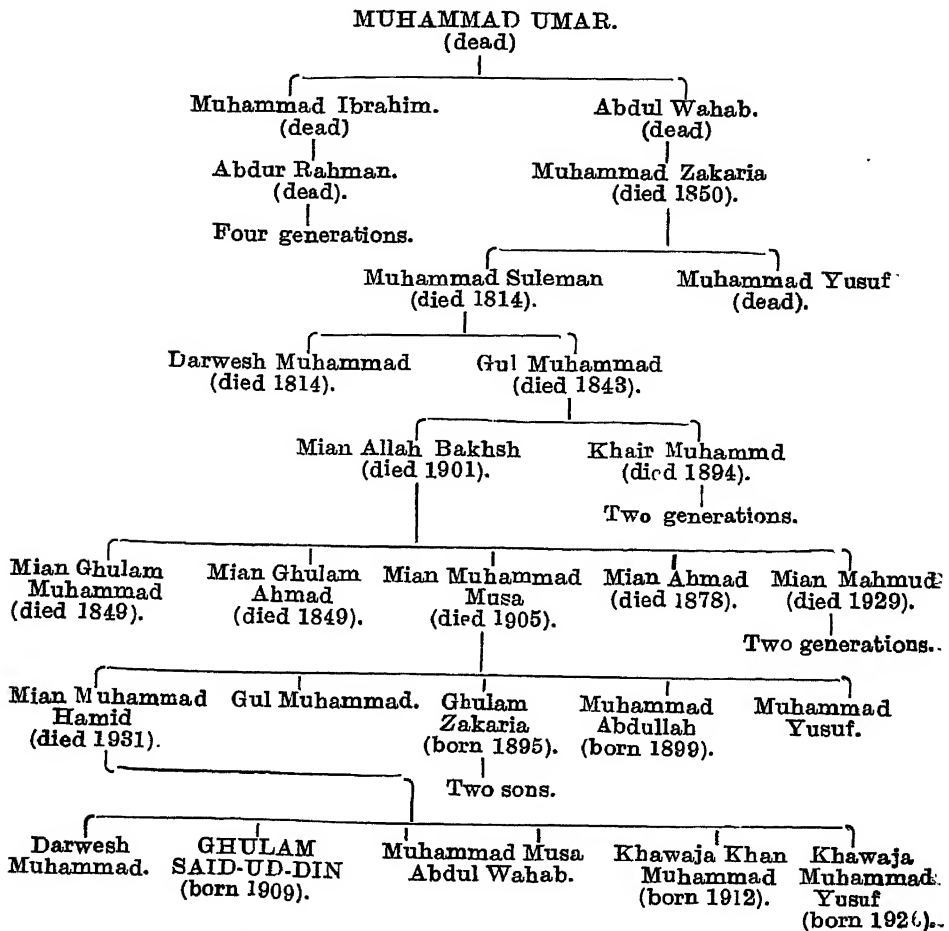 MUHAMMAD UMAR.
(dead)
Muhammad Ibrahim.
(dead)
Abdul Wahab.
(dead)
Abdur Rahman.
(dead).
Muhammad Zakaria
(died 1850).
Four generations.
Muhammad Suleman
(died 1814).
Muhammad Yusuf
(dead).
Darwesh Muhammad
(died 1814).
Gul Muhammad
(died 1843).
Mian Allah Bakhsh
(died 1901).
Khair Muhammd
(died 1894).
Two generations.
Mian Ghulam
Muhammad
(died 1849).
Mian Ghulam
Ahmad
(died 1849).
Mian Muhammad
Musa
(died 1905).
Mian Ahmad
(died 1878).
Mian Mahmud
(died 1929).
Two generations.
Mian Muhammad
Hamid
(died 1931).
Gul Muhammad.
Ghulam
Zakaria
(born 1895).
Muhammad
Abdullah
(born 1899).
Muhammad
Yusuf.
Two sons.
Darwesh
Muhammad.
GHULAM
SAID-UD-DIN
(born 1909).
Muhammad Musa
Abdul Wahab.
Khawaja Khan
Muhammad
(born 1912).
Khawaja
Muhammad
Yusuf
(born